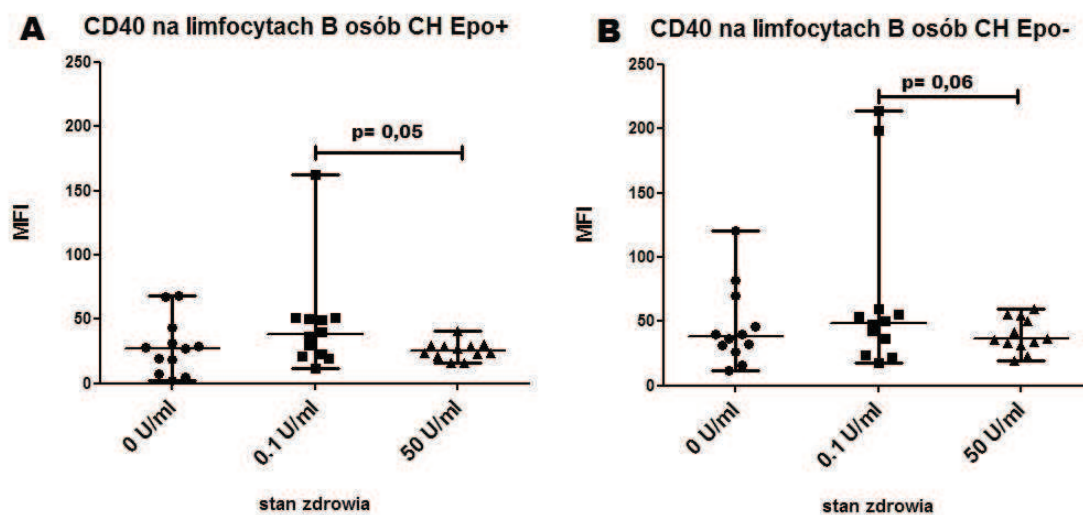 A CD40 na limfocytach B osób CH Epo+
250
200
150
100
50
0
MFI
p= 0,05
0 U/ml
0.1 U/ml
50 U/ml
stan zdrowia
B CD40 na limfocytach B osób CH Epo-
250
200
150
100
50
0
MFI
p= 0,06
0 U/ml
0.1 U/ml
50 U/ml
stan zdrowia